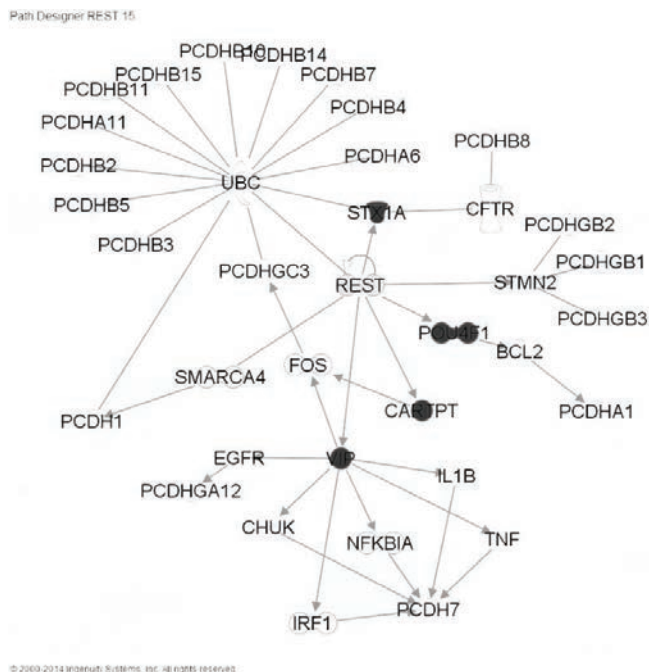 Path Designer REST 15
PCDHB10
PCDHB14
PCDHB15
PCDHB7
PCDHB11
PCDHB4
PCDHA11
PCDHB8
PCDHA6
PCDHB2
UBC
PCDHB5
STX1A
CFTR
PCDHGB2
PCDHB3
PCDHGC3
PCDHGB1
REST
STMN2
PCDHGB3
POU4F1
BCL2
FOS
SMARCA4
CARTPT
PCDHA1
PCDH1
EGFR
VIP
IL1B
PCDHGA12
CHUK
NFKBIA
TNF
PCDH7
IRF1
© 2000-2014 Ingenuity Systems, Inc. All rights reserved.